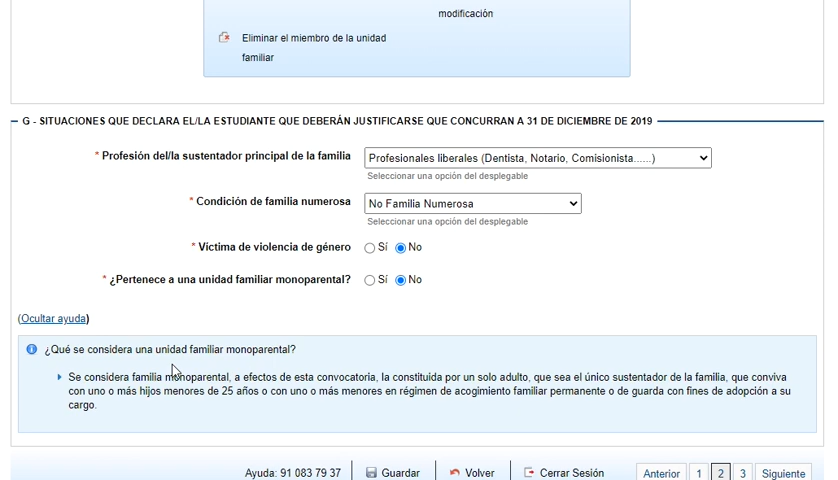 modificación
Eliminar el miembro de la unidad
familiar
G - SITUACIONES QUE DECLARA EL/LA ESTUDIANTE QUE DEBERÁN JUSTIFICARSE QUE CONCURRAN A 31 DE DICIEMBRE DE 2019
* Profesión del/la sustentador principal de la familia
Profesionales liberales (Dentista, Notario, Comisionista......)
Seleccionar una opción del desplegable
* Condición de familia numerosa
No Familia Numerosa
Seleccionar una opción del desplegable
* Víctima de violencia de género Sí No
* ¿Pertenece a una unidad familiar monoparental? Sí No
(Ocultar ayuda)
¿Qué se considera una unidad familiar monoparental?
Se considera familia monoparental, a efectos de esta convocatoria, la constituida por un solo adulto, que sea el único sustentador de la familia, que conviva
con uno o más hijos menores de 25 años o con uno o más menores en régimen de acogimiento familiar permanente o de guarda con fines de adopción a su
cargo.
Ayuda: 91 083 79 37 Guardar Volver Cerrar Sesión Anterior 1 2 3 Siguiente